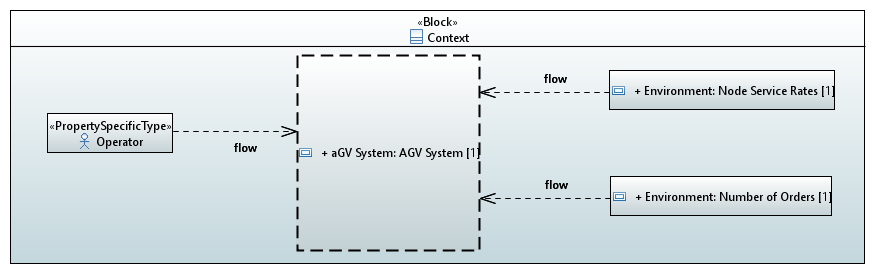 «Block»
Context
«PropertySpecificType»
Operator
flow
+ aGV System: AGV System [1]
flow
+ Environment: Node Service Rates [1]
flow
+ Environment: Number of Orders [1]